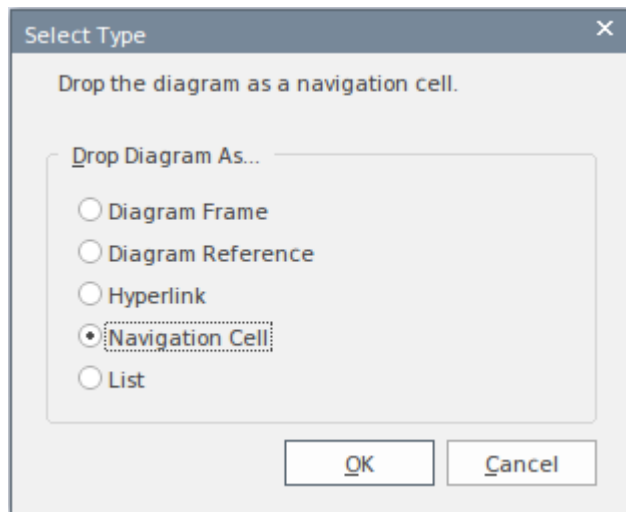 Select Type
Drop the diagram as a navigation cell.
Drop Diagram As...
Diagram Frame
Diagram Reference
Hyperlink
Navigation Cell
List
OK
Cancel